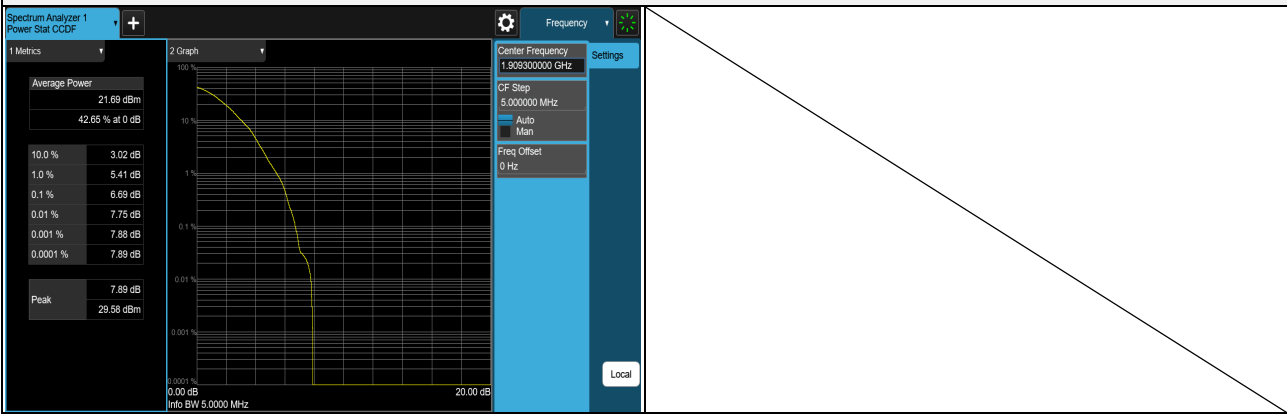 Spectrum Analyzer 1
Power Stat CCDF
+
Frequency
1 Metrics
Average Power
21.69 dBm
42.65 % at 0 dB
10.0 % 3.02 dB
1.0 % 5.41 dB
0.1 % 6.69 dB
0.01 % 7.75 dB
0.001 % 7.88 dB
0.0001 % 7.89 dB
Peak 7.89 dB
29.58 dBm
2 Graph
100 %
10 %
1 %
0.1 %
0.01 %
0.001 %
0.0001 %
0.00 dB 20.00 dB
Info BW 5.0000 MHz
Center Frequency
1.909300000 GHz
CF Step
5.000000 MHz
Auto
Man
Freq Offset
0 Hz
Settings
Local